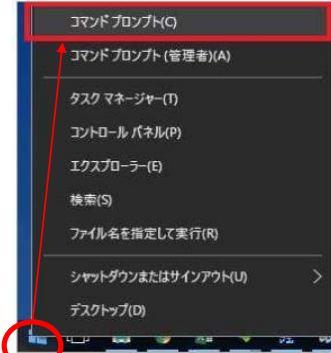 コマンド プロンプト(C)
コマンド プロンプト (管理者)(A)
タスク マネージャー(T)
コントロール パネル(P)
エクスプローラー(E)
検索(S)
ファイル名を指定して実行(R)
シャットダウンまたはサインアウト(U)
デスクトップ(D)